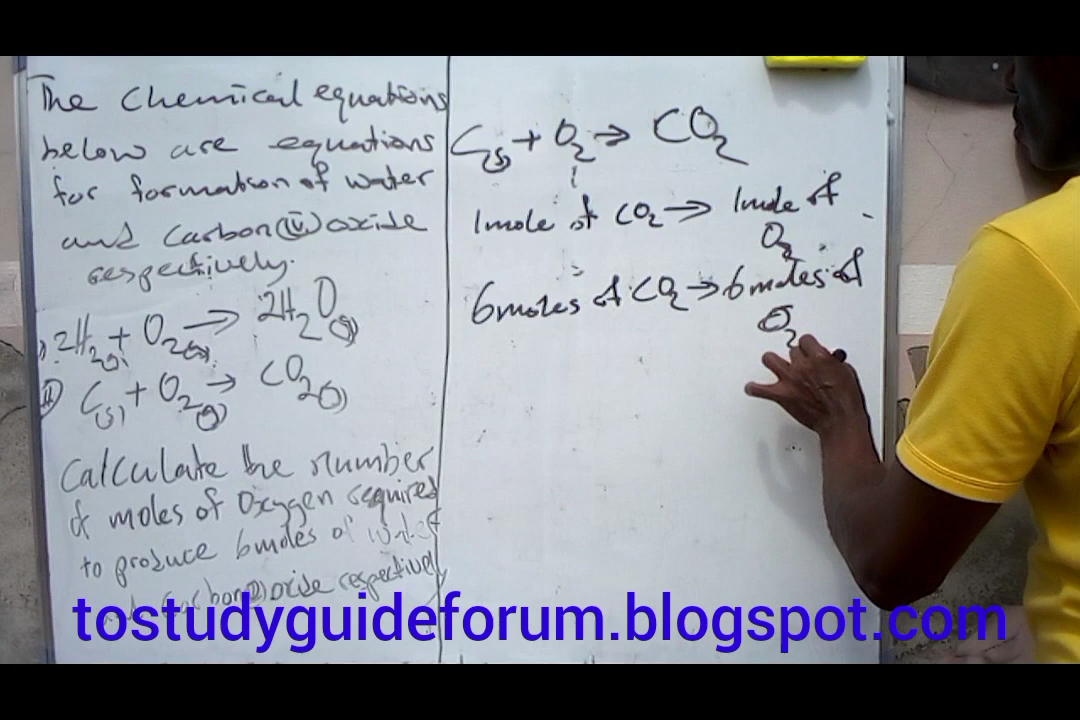 The Chemical equations
below are equations
for formation of water
and Carbon(iv) oxide
respectively.
i) 2H2(g) + O2(g) → 2H2O(g)
ii) C(s) + O2(g) → CO2(g)
Calculate the number
of moles of Oxygen required
to produce 6moles of water
oxide respectively
C(s) + O2 → CO2
1mole of CO2 → 1mole of
O2
6moles of CO2 → 6moles of
O2
tostudyguideforum.blogspot.com